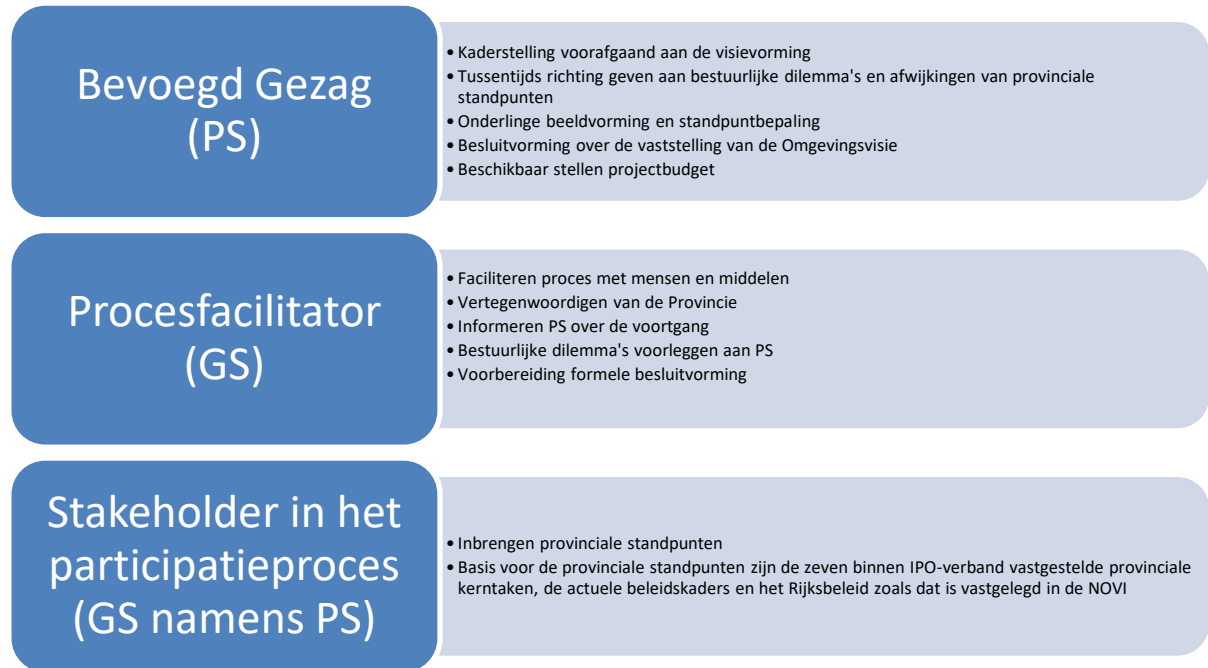 Bevoegd Gezag
(PS)
• Kaderstelling voorafgaand aan de visievorming
• Tussentijds richting geven aan bestuurlijke dilemma's en afwijkingen van provinciale
standpunten
• Onderlinge beeldvorming en standpuntbepaling
• Besluitvorming over de vaststelling van de Omgevingsvisie
• Beschikbaar stellen projectbudget
Procesfacilitator
(GS)
• Faciliteren proces met mensen en middelen
• Vertegenwoordigen van de Provincie
• Informeren PS over de voortgang
• Bestuurlijke dilemma's voorleggen aan PS
• Voorbereiding formele besluitvorming
Stakeholder in het
participatieproces
(GS namens PS)
• Inbrengen provinciale standpunten
• Basis voor de provinciale standpunten zijn de zeven binnen IPO-verband vastgestelde provinciale
kerntaken, de actuele beleidskaders en het Rijksbeleid zoals dat is vastgelegd in de NOVI